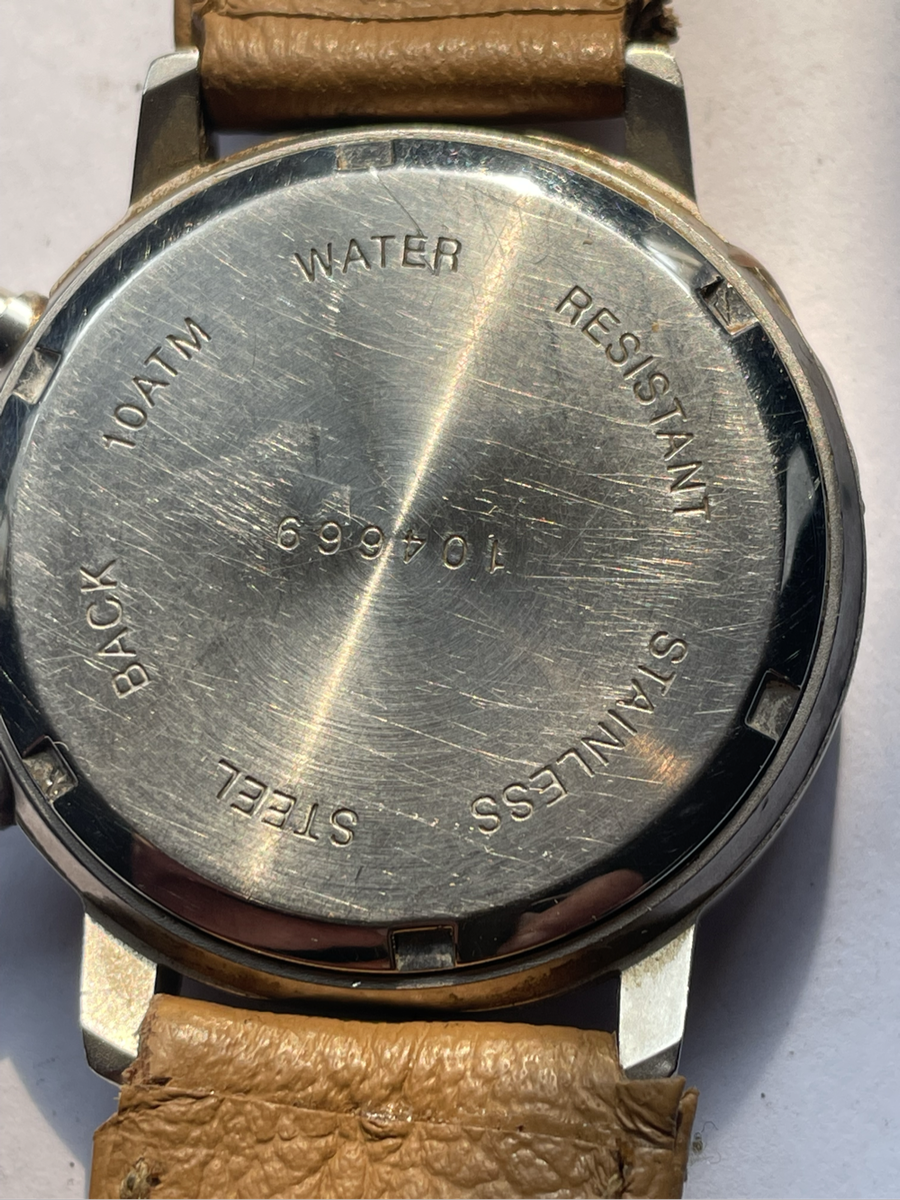 WATER RESISTANT
STAINLESS STEEL
BACK 10ATM
104669